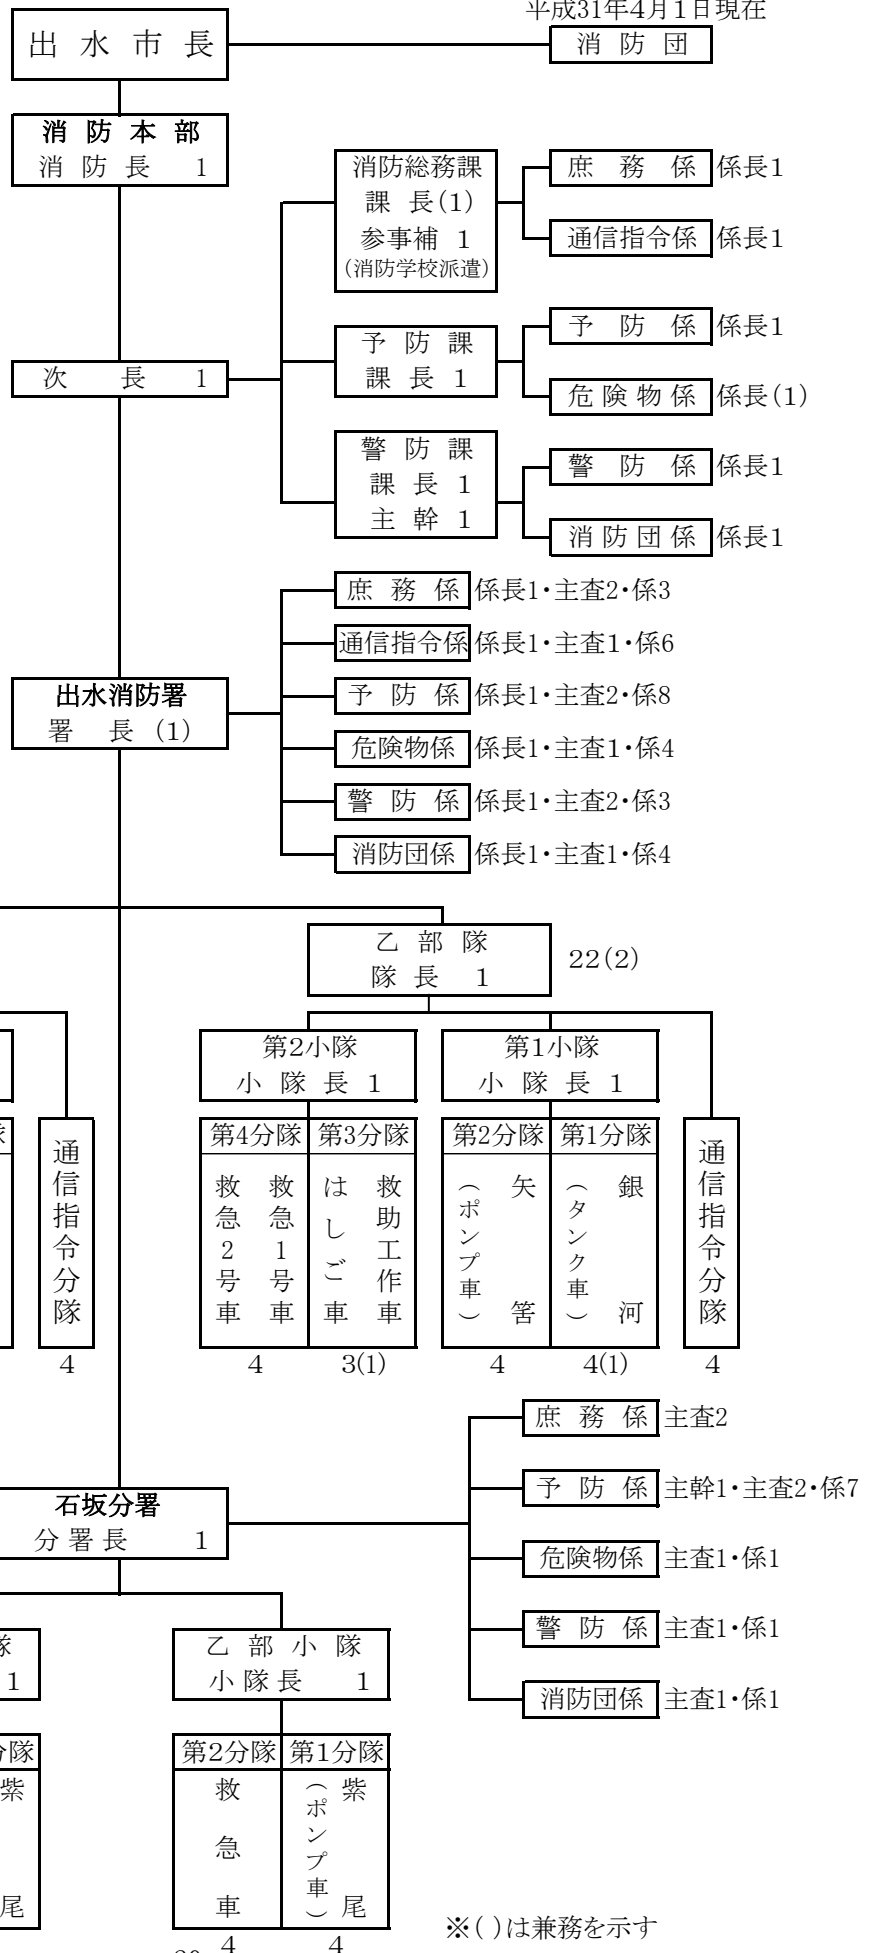 平成31年4月1日現在
出水市長
消防団
消防本部
消防長 1
消防総務課
課長(1)
参事補 1
(消防学校派遣)
庶務係 係長1
通信指令係 係長1
次長 1
予防課
課長 1
予防係 係長1
危険物係 係長(1)
警防課
課長 1
主幹 1
警防係 係長1
消防団係 係長1
出水消防署
署長(1)
庶務係 係長1・主査2・係3
通信指令係 係長1・主査1・係6
予防係 係長1・主査2・係8
危険物係 係長1・主査1・係4
警防係 係長1・主査2・係3
消防団係 係長1・主査1・係4
乙部隊
隊長 1
22(2)
第2小隊
小隊長 1
第1小隊
小隊長 1
隊
通信指令分隊
4
第4分隊
救急1号車
救急2号車
4
第3分隊
救助工作車
はしご車
3(1)
第2分隊
矢筈
(ポンプ車)
4
第1分隊
銀河
(タンク車)
4(1)
通信指令分隊
4
石坂分署
分署長 1
庶務係 主査2
予防係 主幹1・主査2・係7
危険物係 主査1・係1
警防係 主査1・係1
消防団係 主査1・係1
隊
1
乙部小隊
小隊長 1
分隊
紫尾
第2分隊
救急車
4
第1分隊
紫尾
(ポンプ車)
4
※( )は兼務を示す